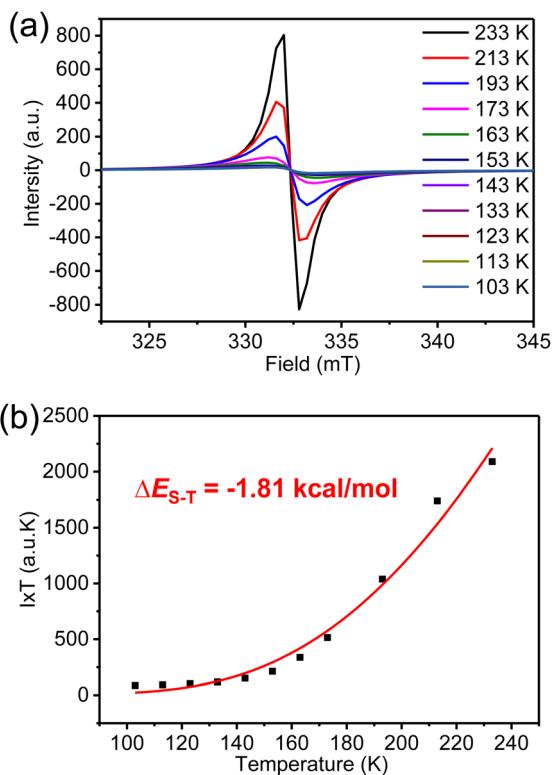 (a)
800
600
400
200
0
-200
-400
-600
-800
Intersity (a.u.)
233 K
213 K
193 K
173 K
163 K
153 K
143 K
133 K
123 K
113 K
103 K
325 330 335 340 345
Field (mT)
(b)
2500
2000
1500
1000
500
0
IxT (a.u.K)
ΔE_S-T = -1.81 kcal/mol
100 120 140 160 180 200 220 240
Temperature (K)